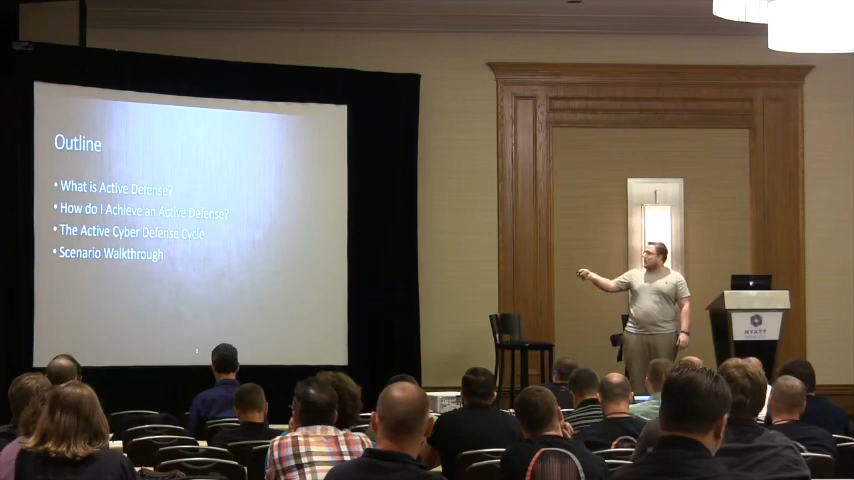 Outline
• What is Active Defense?
• How do I Achieve an Active Defense?
• The Active Cyber Defense Cycle
• Scenario Walkthrough
HYATT